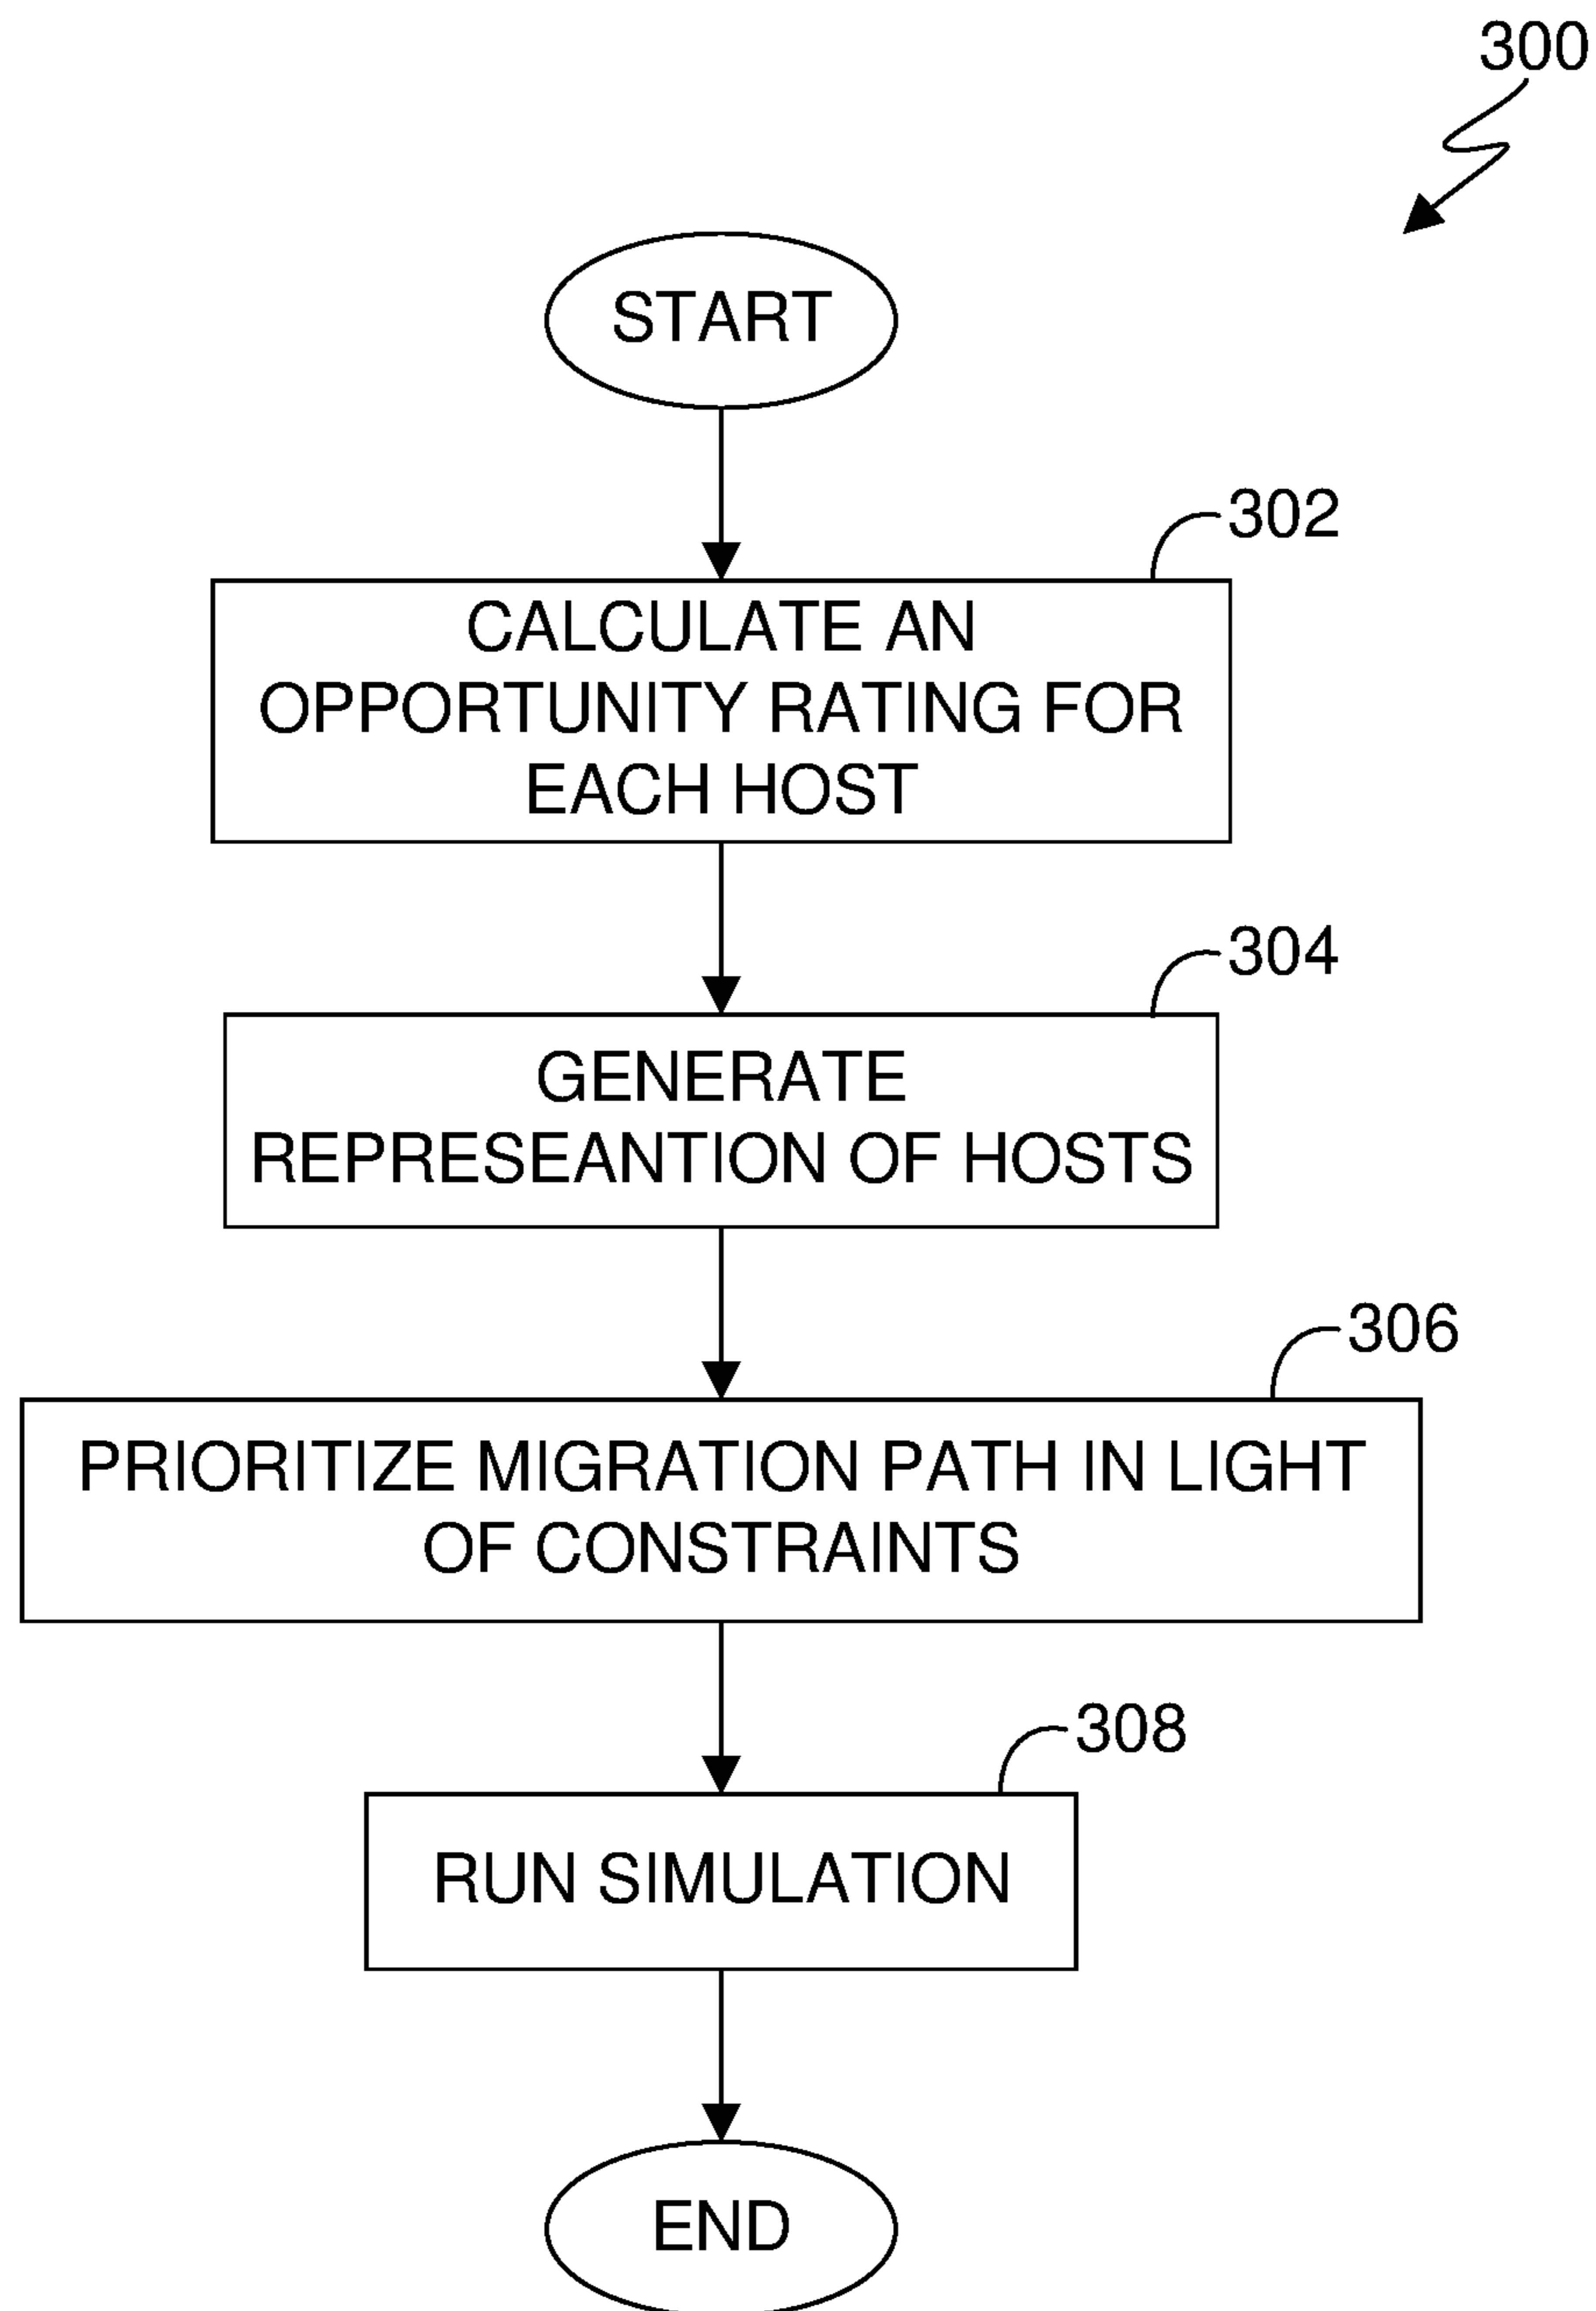 300
START
302
CALCULATE AN
OPPORTUNITY RATING FOR
EACH HOST
304
GENERATE
REPRESEANTION OF HOSTS
306
PRIORITIZE MIGRATION PATH IN LIGHT
OF CONSTRAINTS
308
RUN SIMULATION
END